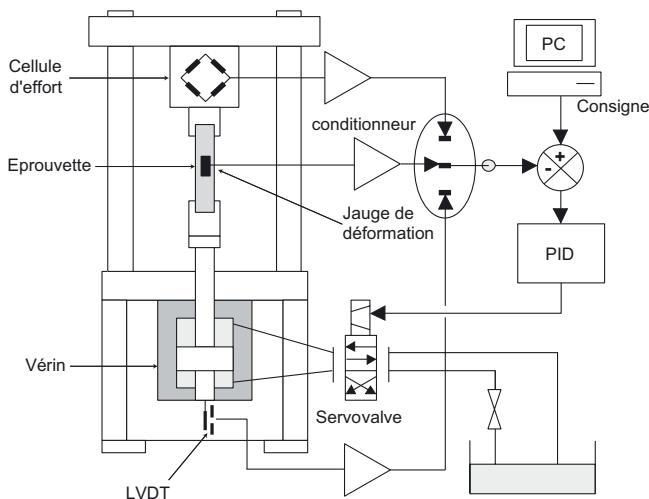 PC
Cellule
d'effort
Consigne
conditionneur
+
-
Eprouvette
Jauge de
déformation
PID
Vérin
Servovalve
LVDT